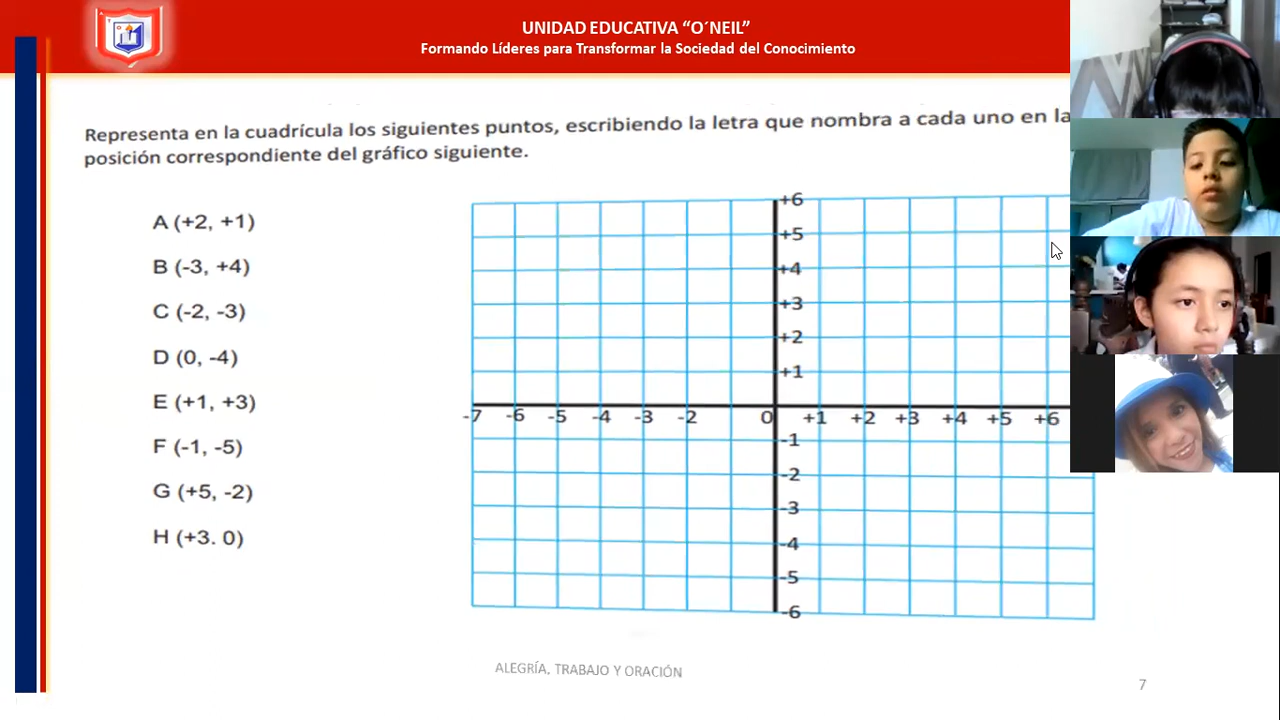 UNIDAD EDUCATIVA “O´NEIL”
Formando Líderes para Transformar la Sociedad del Conocimiento
Representa en la cuadrícula los siguientes puntos, escribiendo la letra que nombra a cada uno en la
posición correspondiente del gráfico siguiente.
A (+2, +1)
B (-3, +4)
C (-2, -3)
D (0, -4)
E (+1, +3)
F (-1, -5)
G (+5, -2)
H (+3. 0)
+6
+5
+4
+3
+2
+1
-7 -6 -5 -4 -3 -2 0 +1 +2 +3 +4 +5 +6
-1
-2
-3
-4
-5
-6
ALEGRÍA, TRABAJO Y ORACIÓN
7